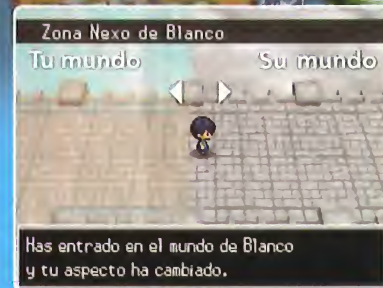 Zona Nexo de Blanco
Tu mundo Su mundo
Has entrado en el mundo de Blanco
y tu aspecto ha cambiado.